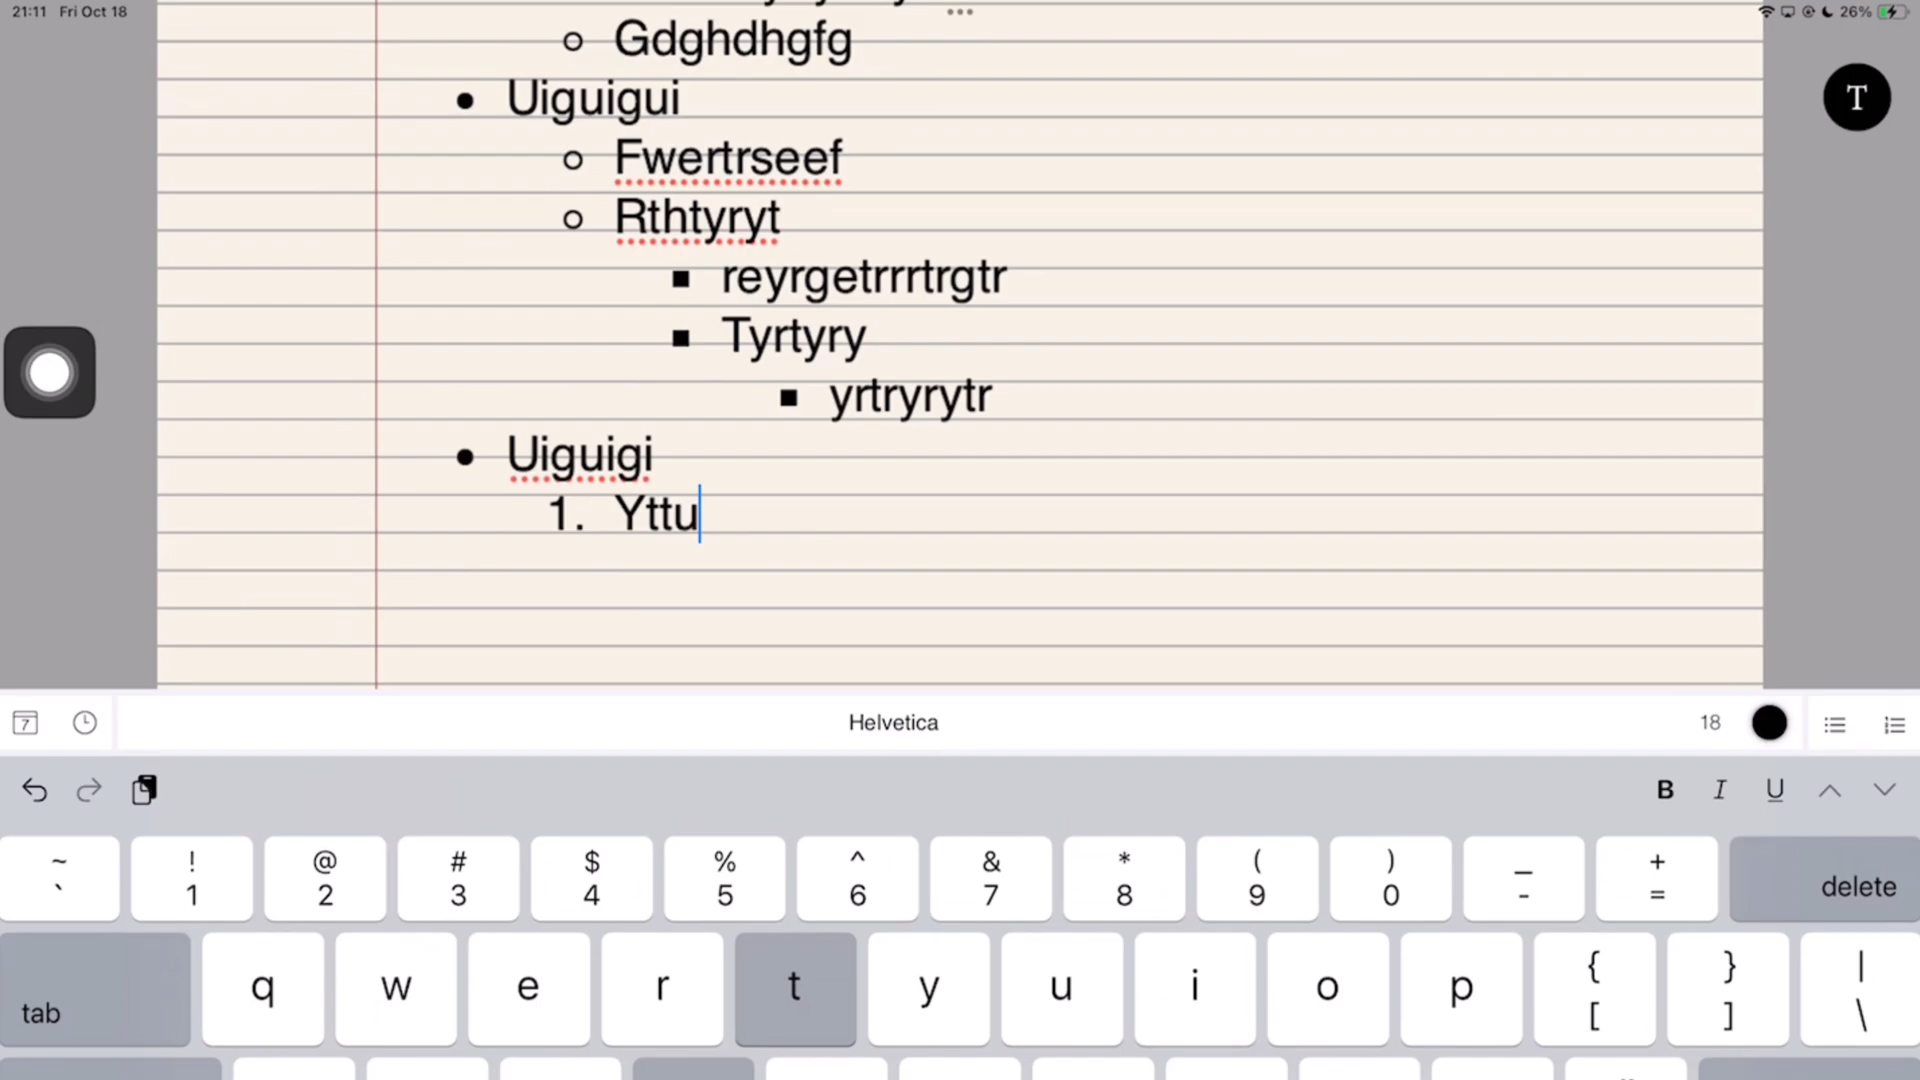 21:11 Fri Oct 18
26%
Gdghdhgfg
Uiguigui
T
Fwertrseef
Rthtyryt
reyrgetrrrtrgtr
Tyrtyry
yrtryrytr
Uiguigi
1. Yttu
7 Helvetica 18
B I U
~ ! @ # $ % ^ & * ( ) _ +
` 1 2 3 4 5 6 7 8 9 0 - = delete
tab q w e r t y u i o p { } |
[ ] \